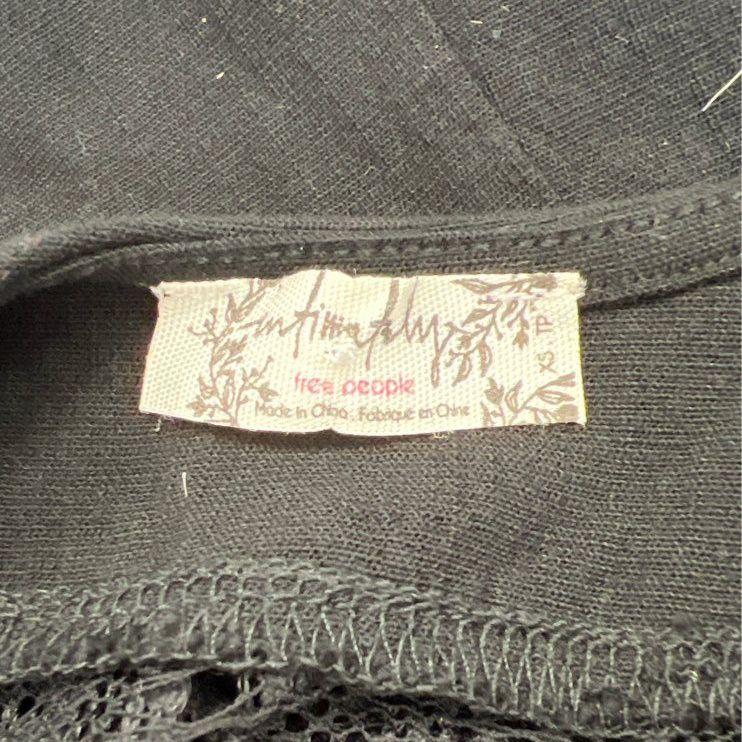 intimately
free people
Made in China . Fabriqué en Chine
XS . TP